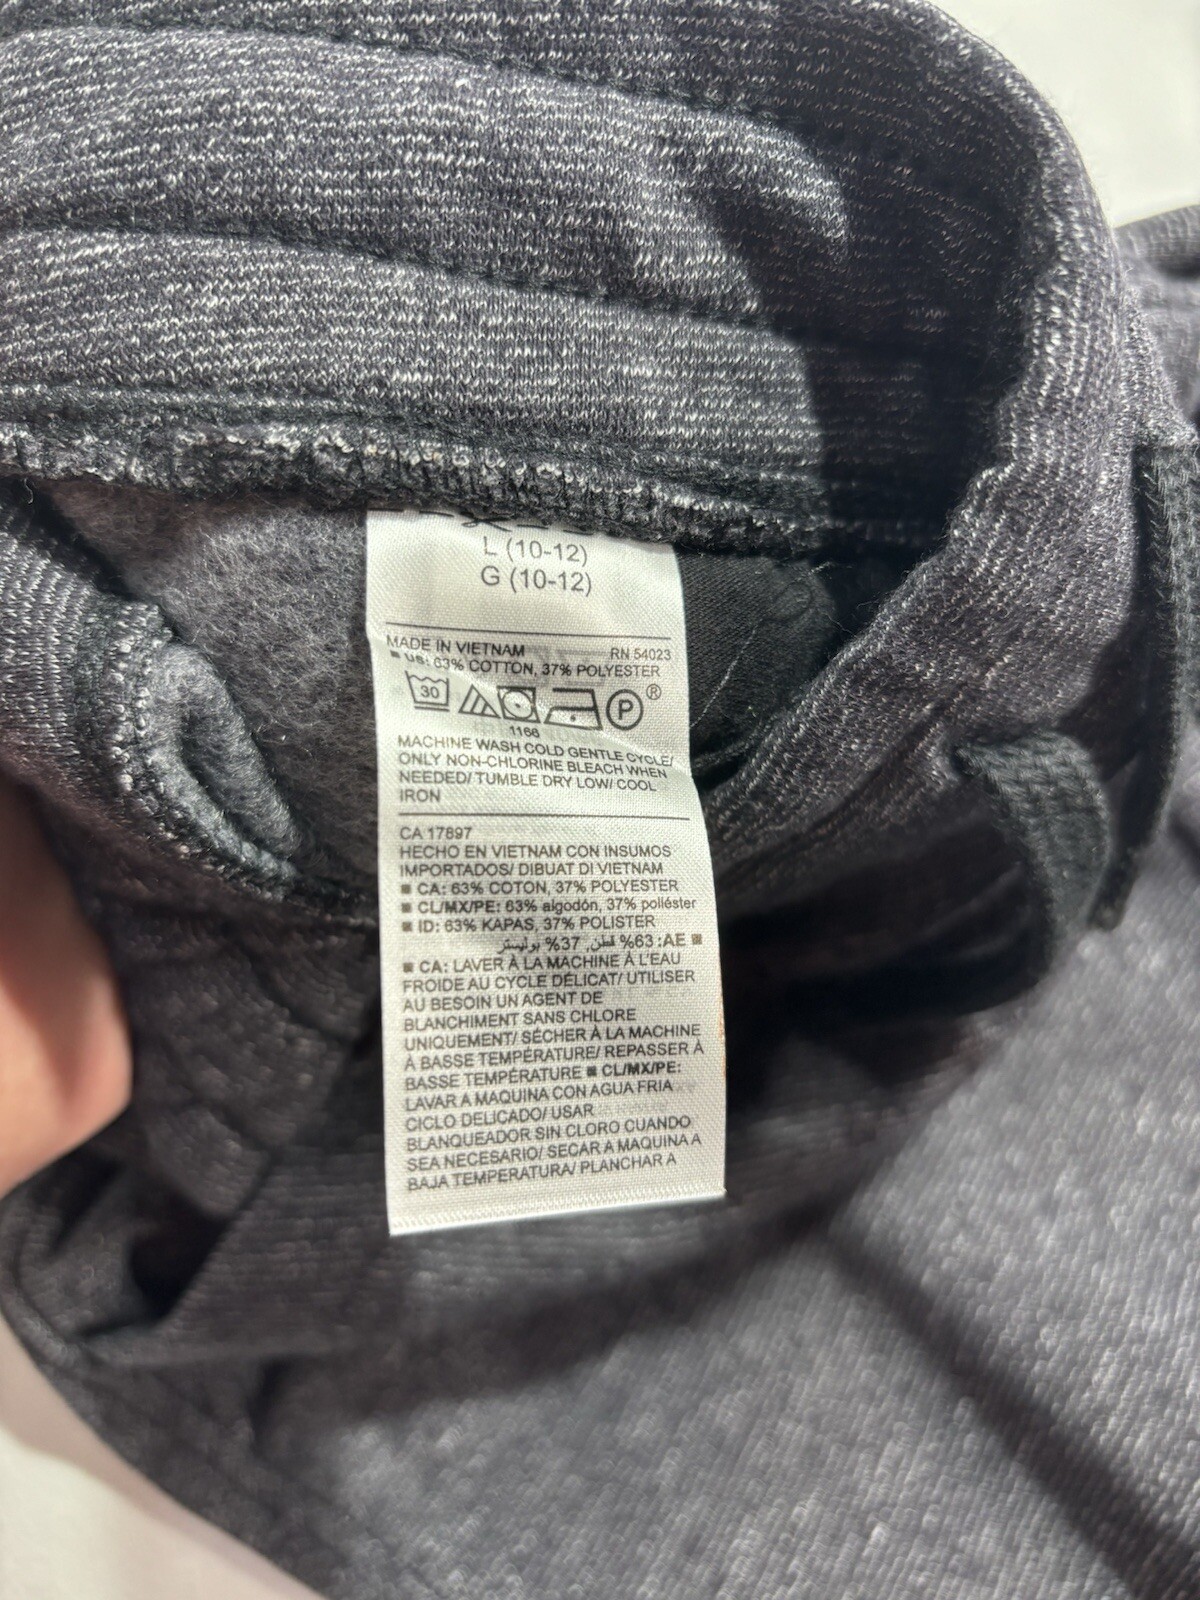 L (10-12)
G (10-12)
MADE IN VIETNAM RN 54023
■ US: 63% COTTON, 37% POLYESTER
30 P ®
1166
MACHINE WASH COLD GENTLE CYCLE/
ONLY NON-CHLORINE BLEACH WHEN
NEEDED/ TUMBLE DRY LOW/ COOL
IRON
CA 17897
HECHO EN VIETNAM CON INSUMOS
IMPORTADOS/ DIBUAT DI VIETNAM
■ CA: 63% COTON, 37% POLYESTER
■ CL/MX/PE: 63% algodón, 37% poliéster
■ ID: 63% KAPAS, 37% POLISTER
■ AE: 63% قطن, 37% بوليستر
■ CA: LAVER À LA MACHINE À L'EAU
FROIDE AU CYCLE DÉLICAT/ UTILISER
AU BESOIN UN AGENT DE
BLANCHIMENT SANS CHLORE
UNIQUEMENT/ SÉCHER À LA MACHINE
À BASSE TEMPÉRATURE/ REPASSER À
BASSE TEMPÉRATURE ■ CL/MX/PE:
LAVAR A MAQUINA CON AGUA FRIA
CICLO DELICADO/ USAR
BLANQUEADOR SIN CLORO CUANDO
SEA NECESARIO/ SECAR A MAQUINA A
BAJA TEMPERATURA/ PLANCHAR A